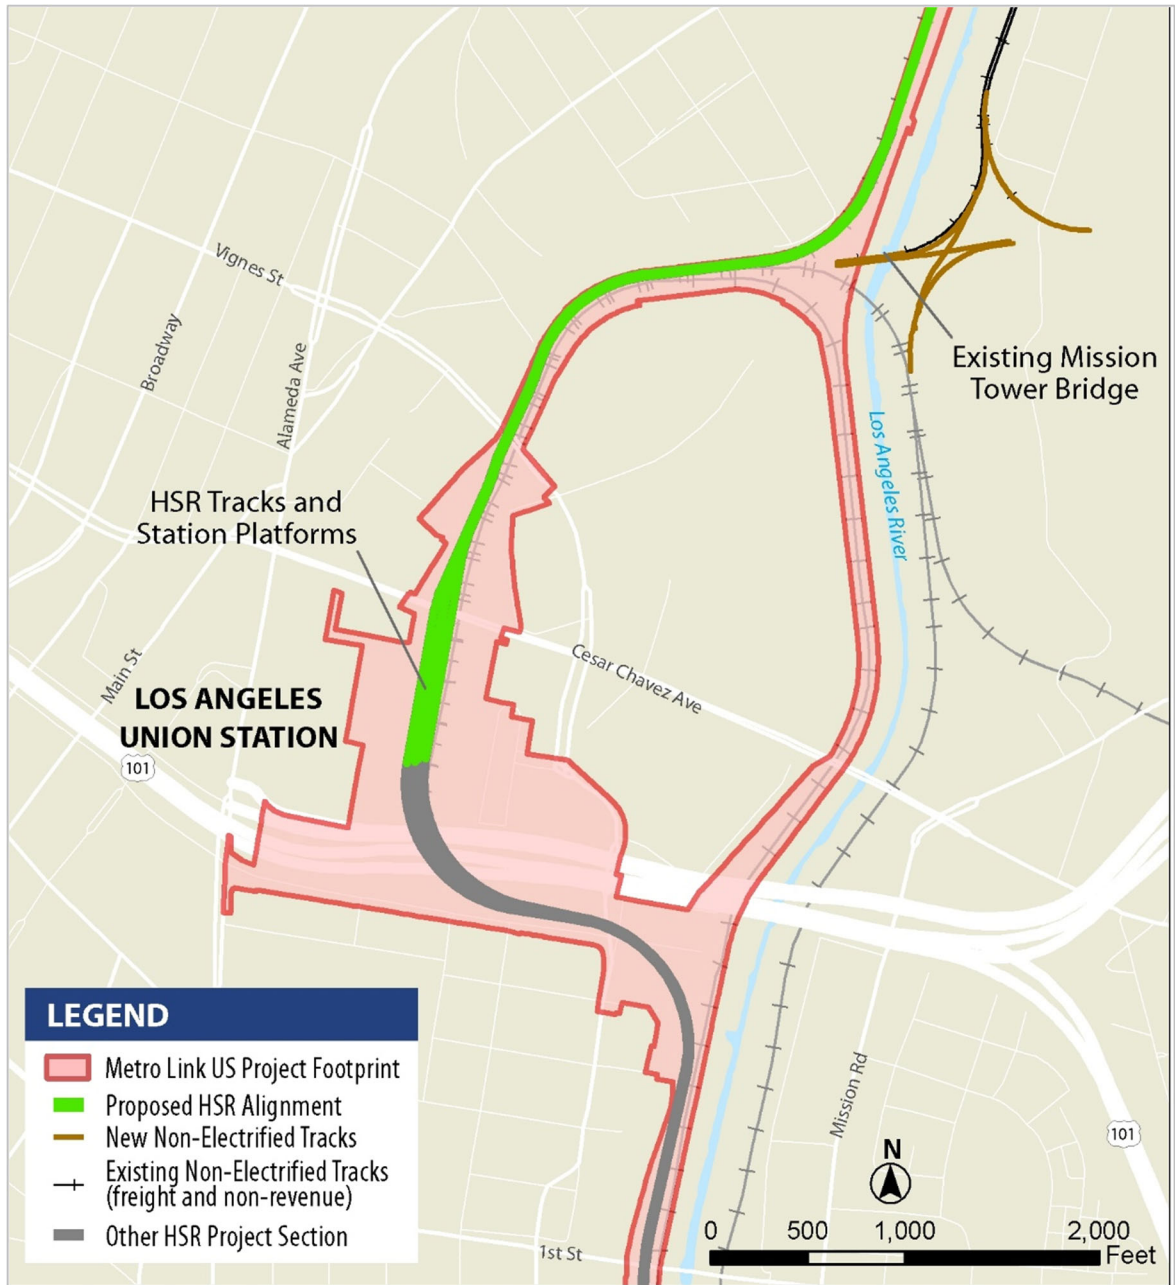 Vignes St
Broadway
Alameda Ave
Existing Mission
Tower Bridge
Los Angeles River
HSR Tracks and
Station Platforms
Cesar Chavez Ave
Main St
LOS ANGELES
UNION STATION
101
LEGEND
Metro Link US Project Footprint
Proposed HSR Alignment
New Non-Electrified Tracks
Existing Non-Electrified Tracks
(freight and non-revenue)
Other HSR Project Section
Mission Rd
101
N
0 500 1,000 2,000
Feet
1st St